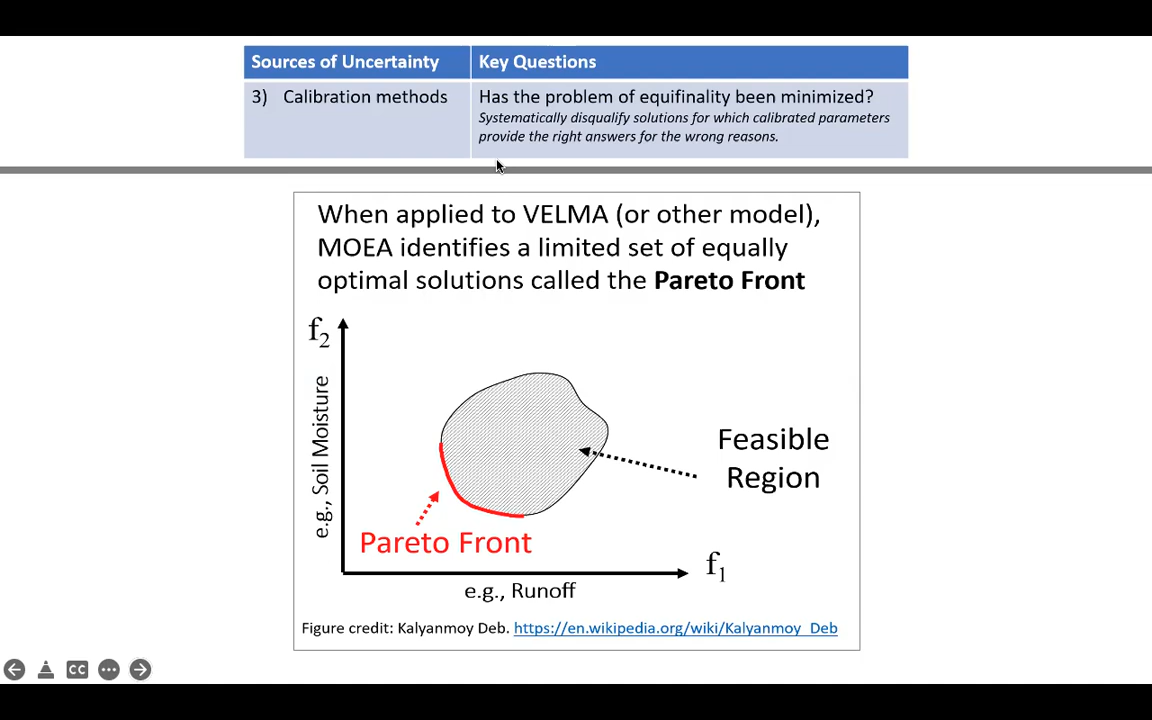 Sources of Uncertainty
Key Questions
3) Calibration methods
Has the problem of equifinality been minimized?
Systematically disqualify solutions for which calibrated parameters
provide the right answers for the wrong reasons.
When applied to VELMA (or other model),
MOEA identifies a limited set of equally
optimal solutions called the Pareto Front
f2
e.g., Soil Moisture
Feasible
Region
Pareto Front
f1
e.g., Runoff
Figure credit: Kalyanmoy Deb. https://en.wikipedia.org/wiki/Kalyanmoy_Deb
CC